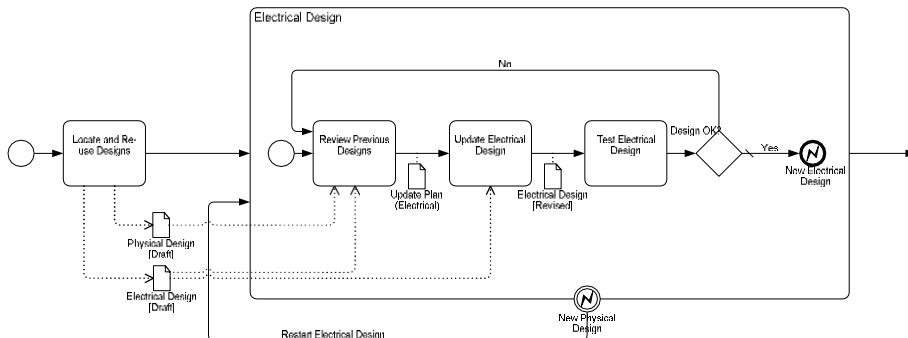 Electrical Design
No
Locate and Re-
use Designs
Review Previous
Designs
Update Electrical
Design
Test Electrical
Design
Design OK?
Yes
New Electrical
Design
Update Plan
(Electrical)
Electrical Design
[Revised]
Physical Design
[Draft]
Electrical Design
[Draft]
New Physical
Design
Restart Electrical Design